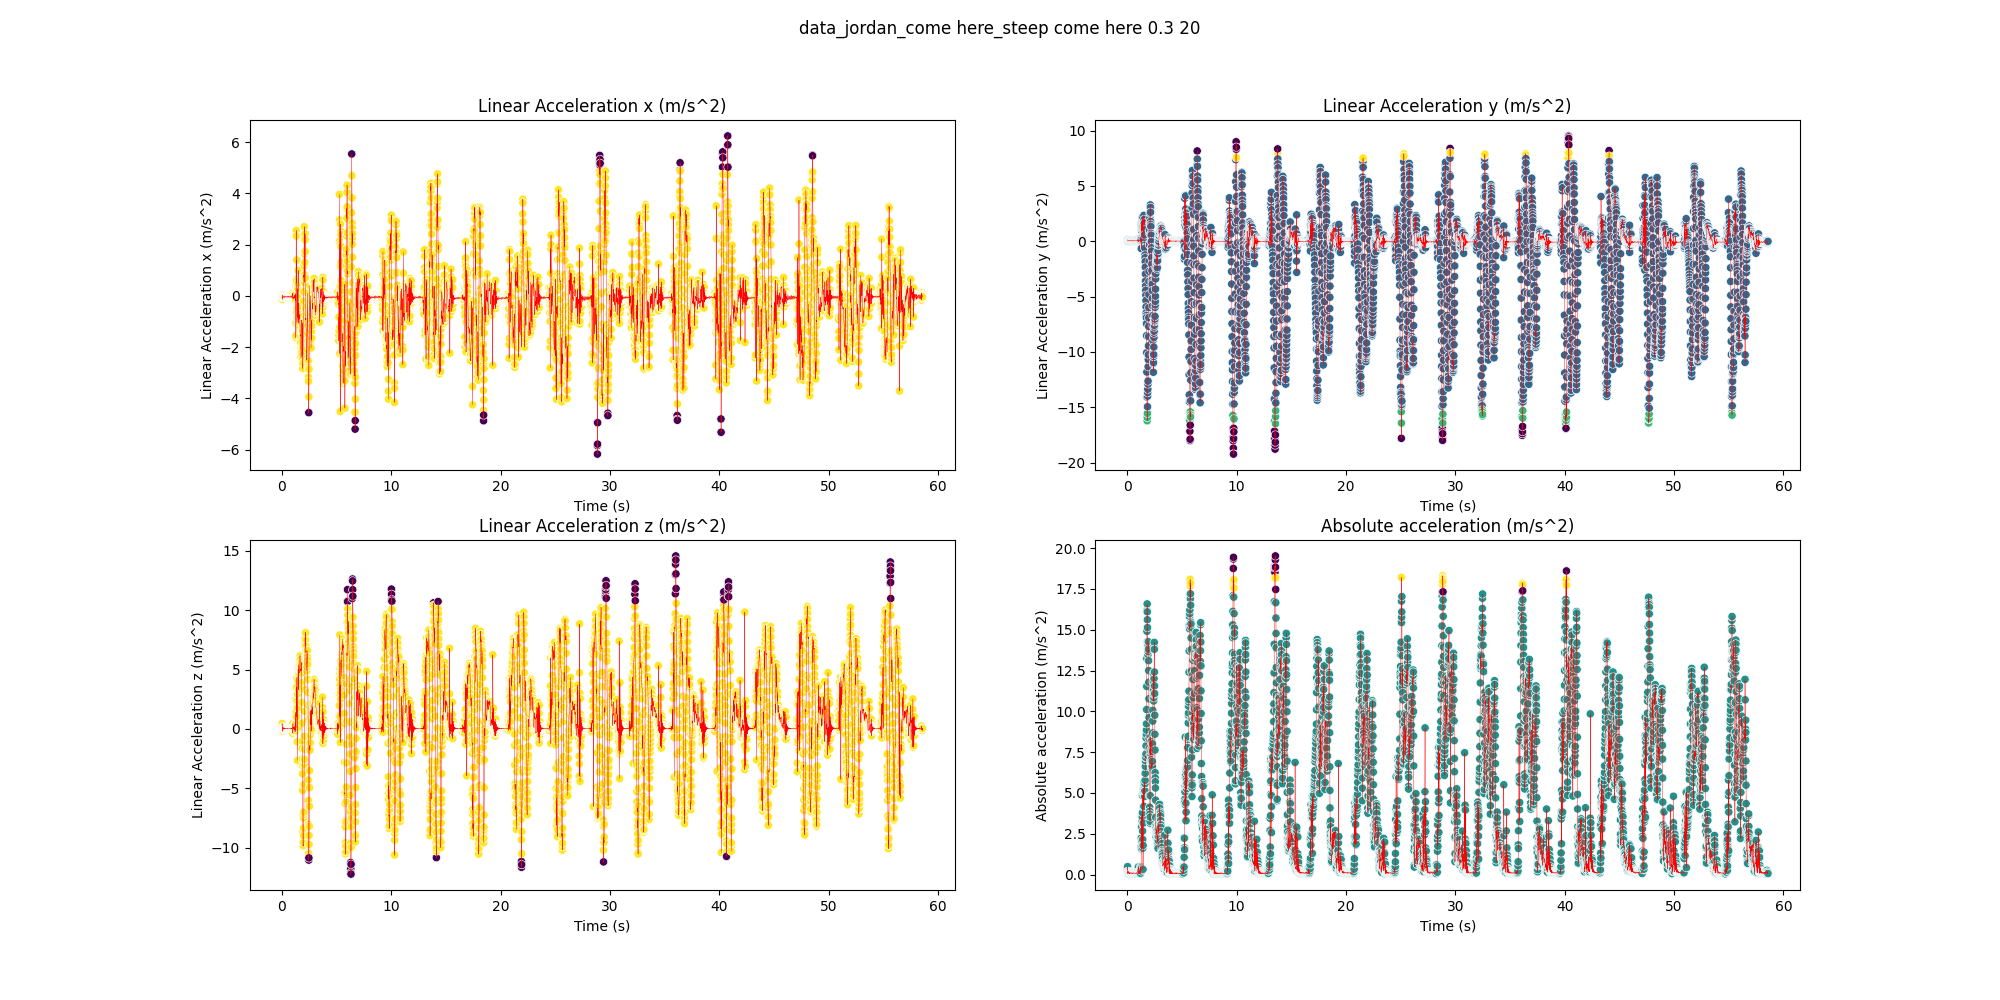 data_jordan_come here_steep come here 0.3 20
Linear Acceleration x (m/s^2)
Linear Acceleration x (m/s^2)
6
4
2
0
−2
−4
−6
0 10 20 30 40 50 60
Time (s)
Linear Acceleration y (m/s^2)
Linear Acceleration y (m/s^2)
10
5
0
−5
−10
−15
−20
0 10 20 30 40 50 60
Time (s)
Linear Acceleration z (m/s^2)
Linear Acceleration z (m/s^2)
15
10
5
0
−5
−10
0 10 20 30 40 50 60
Time (s)
Absolute acceleration (m/s^2)
Absolute acceleration (m/s^2)
20.0
17.5
15.0
12.5
10.0
7.5
5.0
2.5
0.0
0 10 20 30 40 50 60
Time (s)